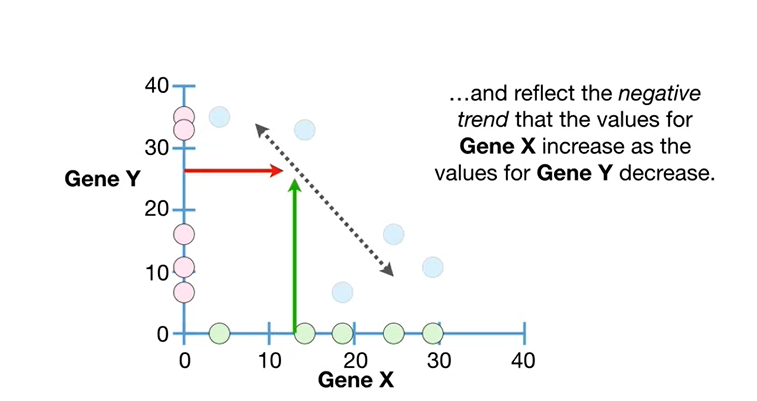 …and reflect the negative
trend that the values for
Gene X increase as the
values for Gene Y decrease.
40
30
Gene Y
20
10
0
0 10 20 30 40
Gene X